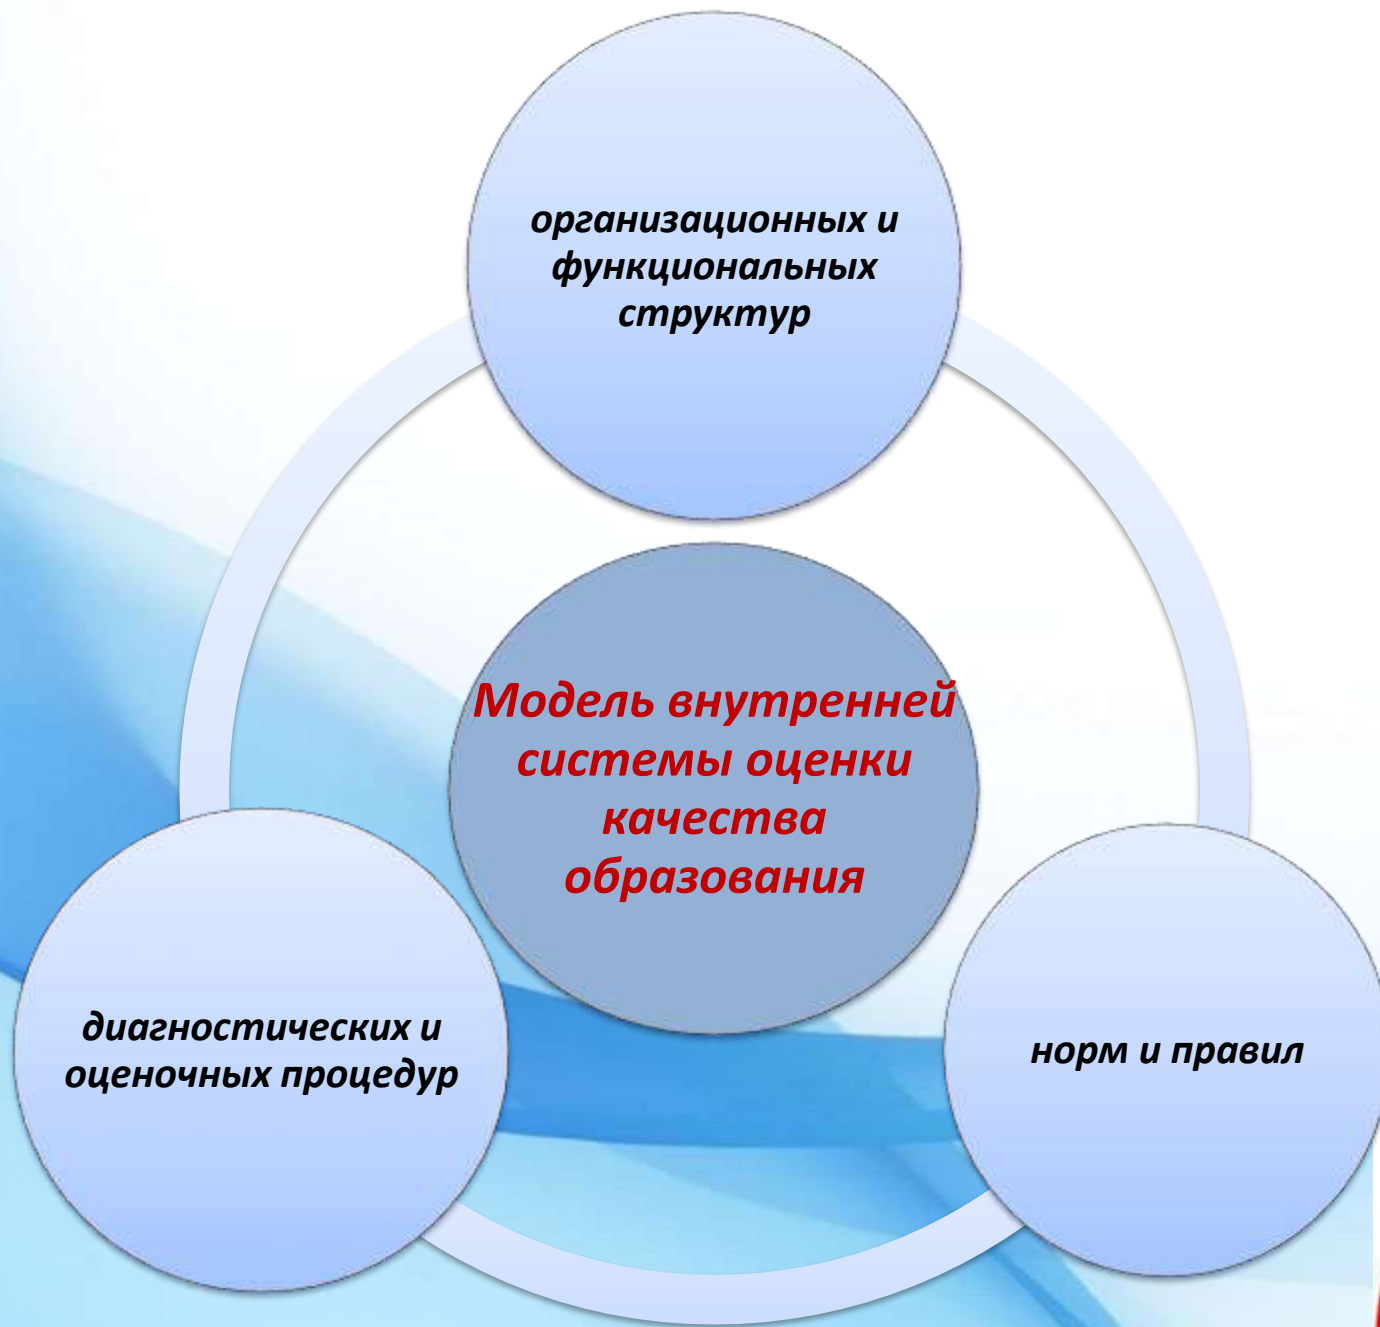 организационных и
функциональных
структур
Модель внутренней
системы оценки
качества
образования
диагностических и
оценочных процедур
норм и правил